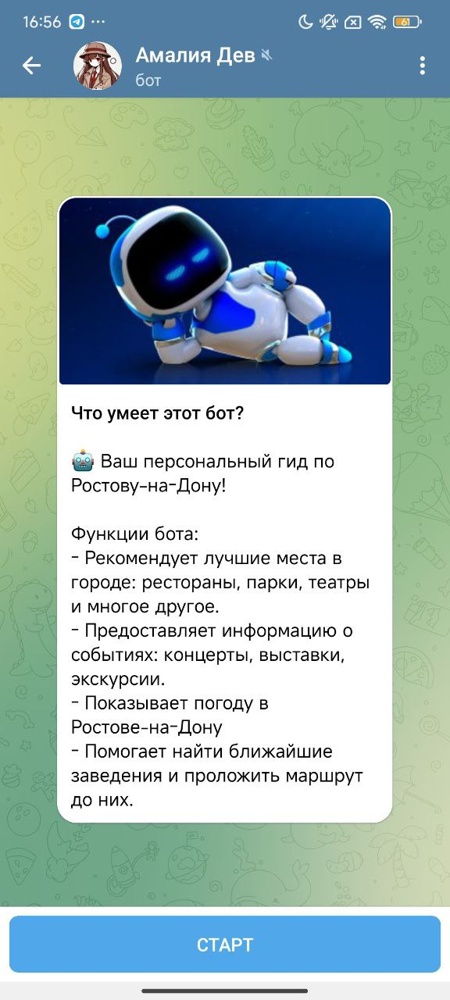 16:56
61
Амалия Дев
бот
Что умеет этот бот?
🤖 Ваш персональный гид по
Ростову-на-Дону!
Функции бота:
- Рекомендует лучшие места в
городе: рестораны, парки, театры
и многое другое.
- Предоставляет информацию о
событиях: концерты, выставки,
экскурсии.
- Показывает погоду в
Ростове-на-Дону
- Помогает найти ближайшие
заведения и проложить маршрут
до них.
СТАРТ